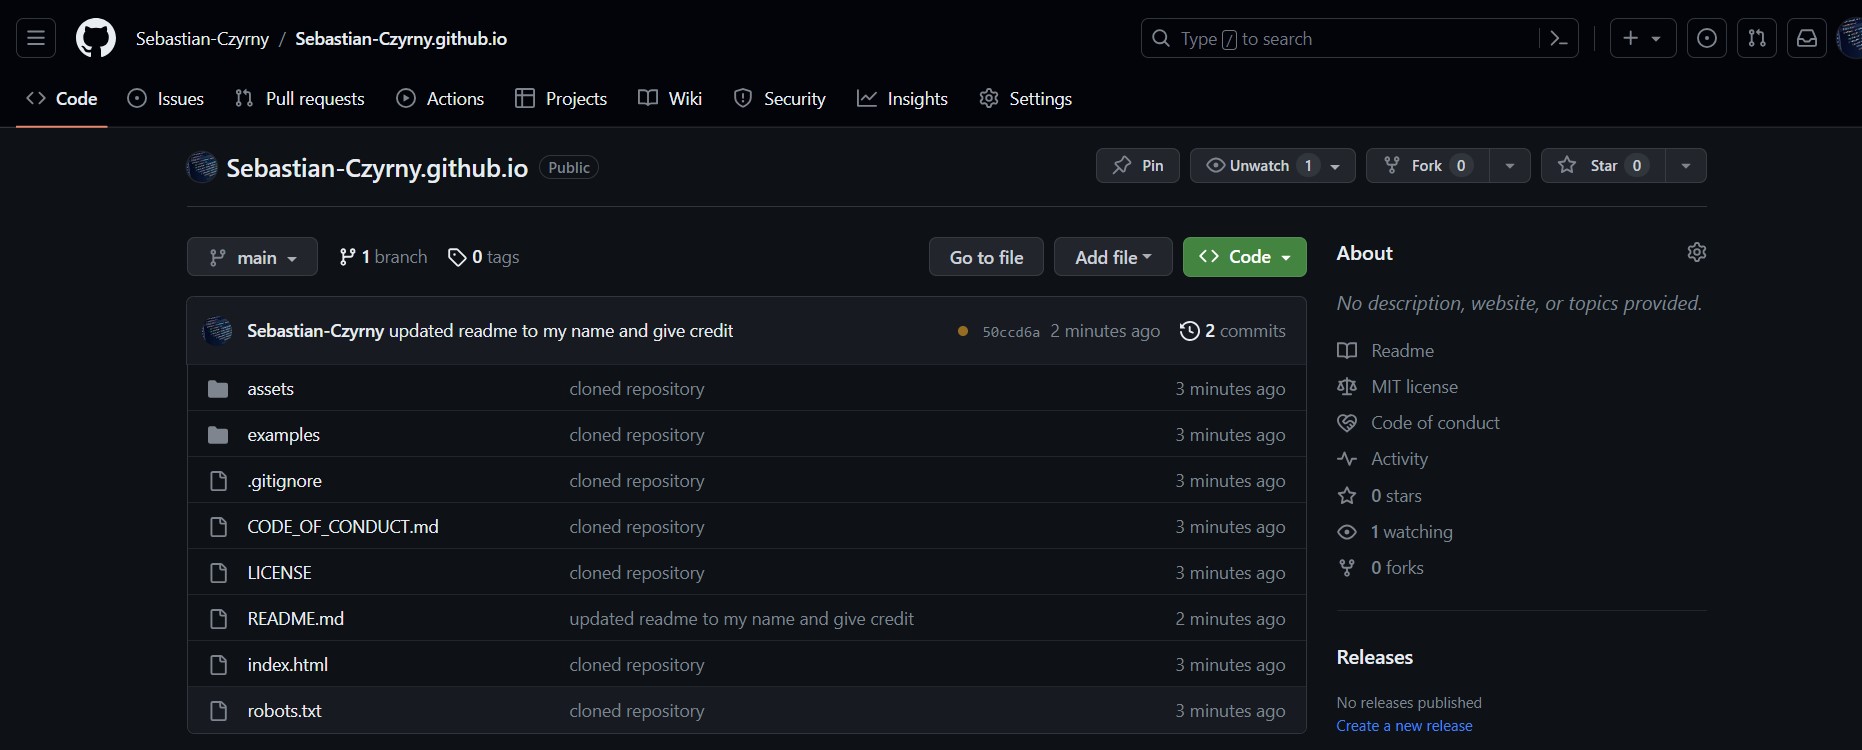 Sebastian-Czyrny / Sebastian-Czyrny.github.io
Type / to search
Code Issues Pull requests Actions Projects Wiki Security Insights Settings
Sebastian-Czyrny.github.io Public
Pin Unwatch 1 Fork 0 Star 0
main 1 branch 0 tags Go to file Add file Code
Sebastian-Czyrny updated readme to my name and give credit 50ccd6a 2 minutes ago 2 commits
assets cloned repository 3 minutes ago
examples cloned repository 3 minutes ago
.gitignore cloned repository 3 minutes ago
CODE_OF_CONDUCT.md cloned repository 3 minutes ago
LICENSE cloned repository 3 minutes ago
README.md updated readme to my name and give credit 2 minutes ago
index.html cloned repository 3 minutes ago
robots.txt cloned repository 3 minutes ago
About
No description, website, or topics provided.
Readme
MIT license
Code of conduct
Activity
0 stars
1 watching
0 forks
Releases
No releases published
Create a new release